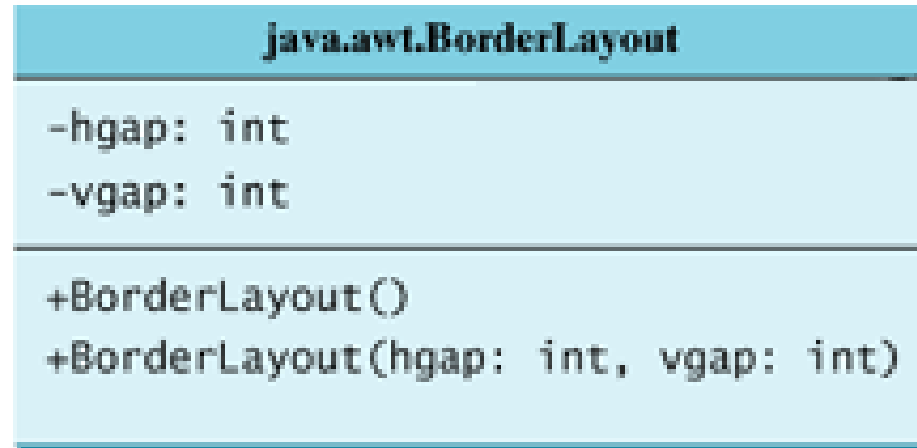 java.awt.BorderLayout
-hgap: int
-vgap: int
+BorderLayout()
+BorderLayout(hgap: int, vgap: int)